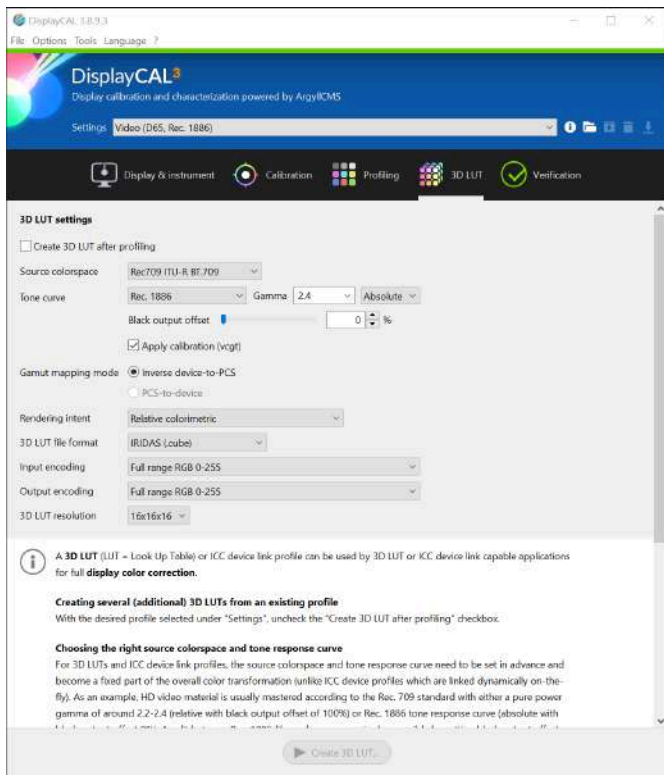 DisplayCAL 3.8.9.3
File Options Tools Language ?
DisplayCAL3
Display calibration and characterization powered by ArgyllCMS
Settings Video (D65, Rec. 1886)
Display & instrument Calibration Profiling 3D LUT Verification
3D LUT settings
Create 3D LUT after profiling
Source colorspace Rec709 ITU-R BT.709
Tone curve Rec. 1886 Gamma 2.4 Absolute
Black output offset 0 %
Apply calibration (vcgt)
Gamut mapping mode Inverse device-to-PCS
PCS-to-device
Rendering intent Relative colorimetric
3D LUT file format IRIDAS (.cube)
Input encoding Full range RGB 0-255
Output encoding Full range RGB 0-255
3D LUT resolution 16x16x16
A 3D LUT (LUT = Look Up Table) or ICC device link profile can be used by 3D LUT or ICC device link capable applications
for full display color correction.
Creating several (additional) 3D LUTs from an existing profile
With the desired profile selected under "Settings", uncheck the "Create 3D LUT after profiling" checkbox.
Choosing the right source colorspace and tone response curve
For 3D LUTs and ICC device link profiles, the source colorspace and tone response curve need to be set in advance and
become a fixed part of the overall color transformation (unlike ICC device profiles which are linked dynamically on-the-
fly). As an example, HD video material is usually mastered according to the Rec. 709 standard with either a pure power
gamma of around 2.2-2.4 (relative with black output offset of 100%) or Rec. 1886 tone response curve (absolute with
Create 3D LUT...